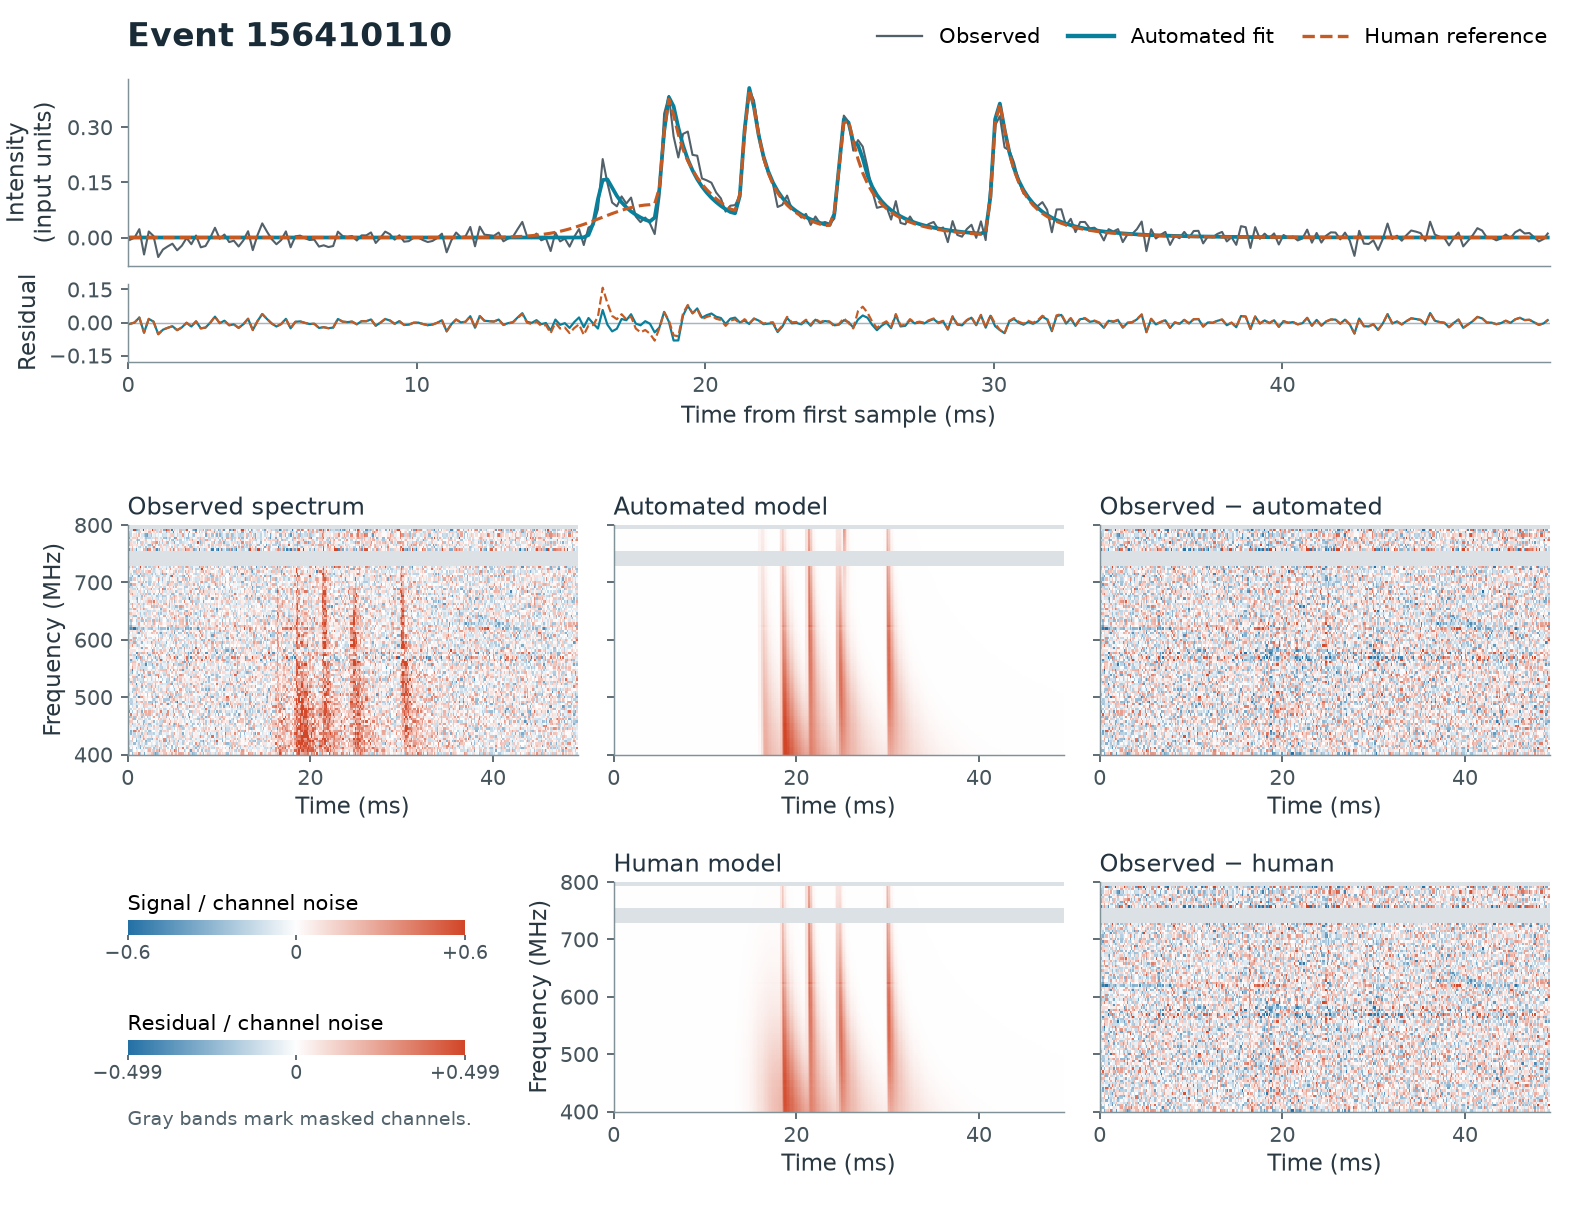 Event 156410110
Observed
Automated fit
Human reference
Intensity
(input units)
0.30
0.15
0.00
Residual
0.15
0.00
−0.15
0
10
20
30
40
Time from first sample (ms)
Observed spectrum
Automated model
Observed − automated
Frequency (MHz)
800
700
600
500
400
0
20
40
0
20
40
0
20
40
Time (ms)
Time (ms)
Time (ms)
Human model
Observed − human
Signal / channel noise
−0.6
0
+0.6
Residual / channel noise
−0.499
0
+0.499
Gray bands mark masked channels.
Frequency (MHz)
800
700
600
500
400
0
20
40
0
20
40
Time (ms)
Time (ms)